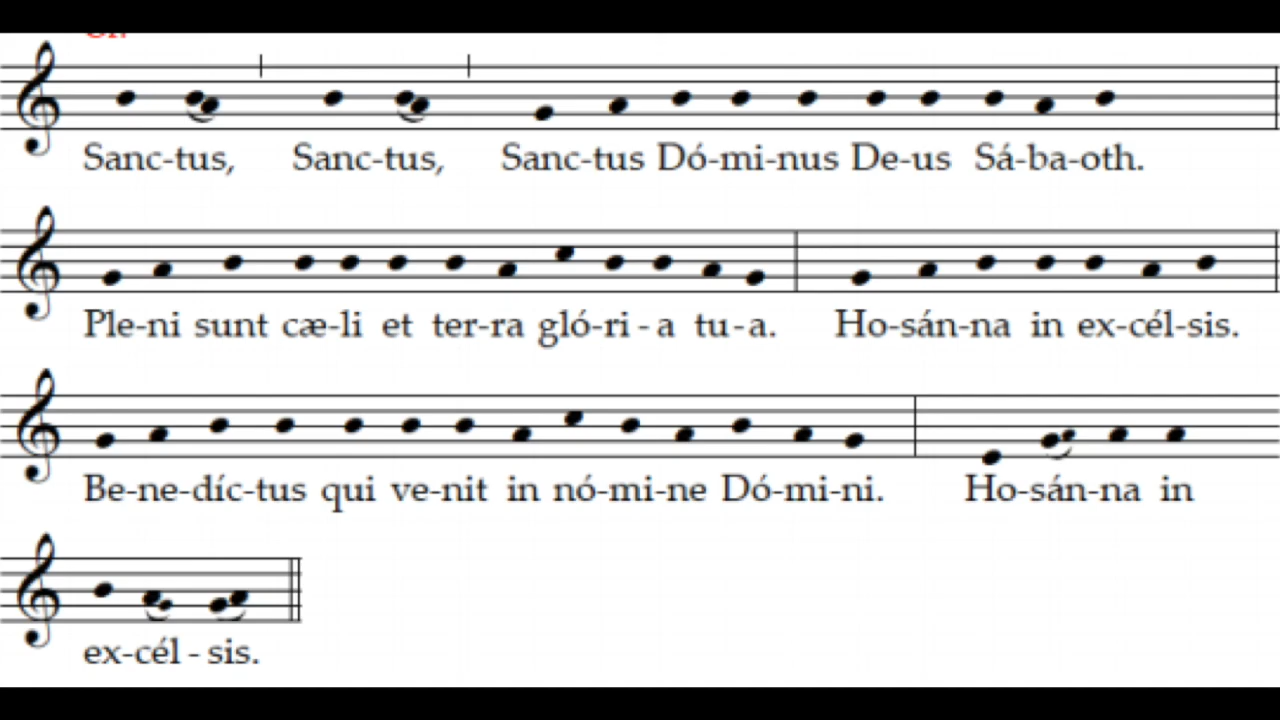 Sanc-tus, Sanc-tus, Sanc-tus Dó-mi-nus De-us Sá-ba-oth.
Ple-ni sunt cæ-li et ter-ra gló-ri-a tu-a. Ho-sán-na in ex-cél-sis.
Be-ne-díc-tus qui ve-nit in nó-mi-ne Dó-mi-ni. Ho-sán-na in
ex-cél-sis.